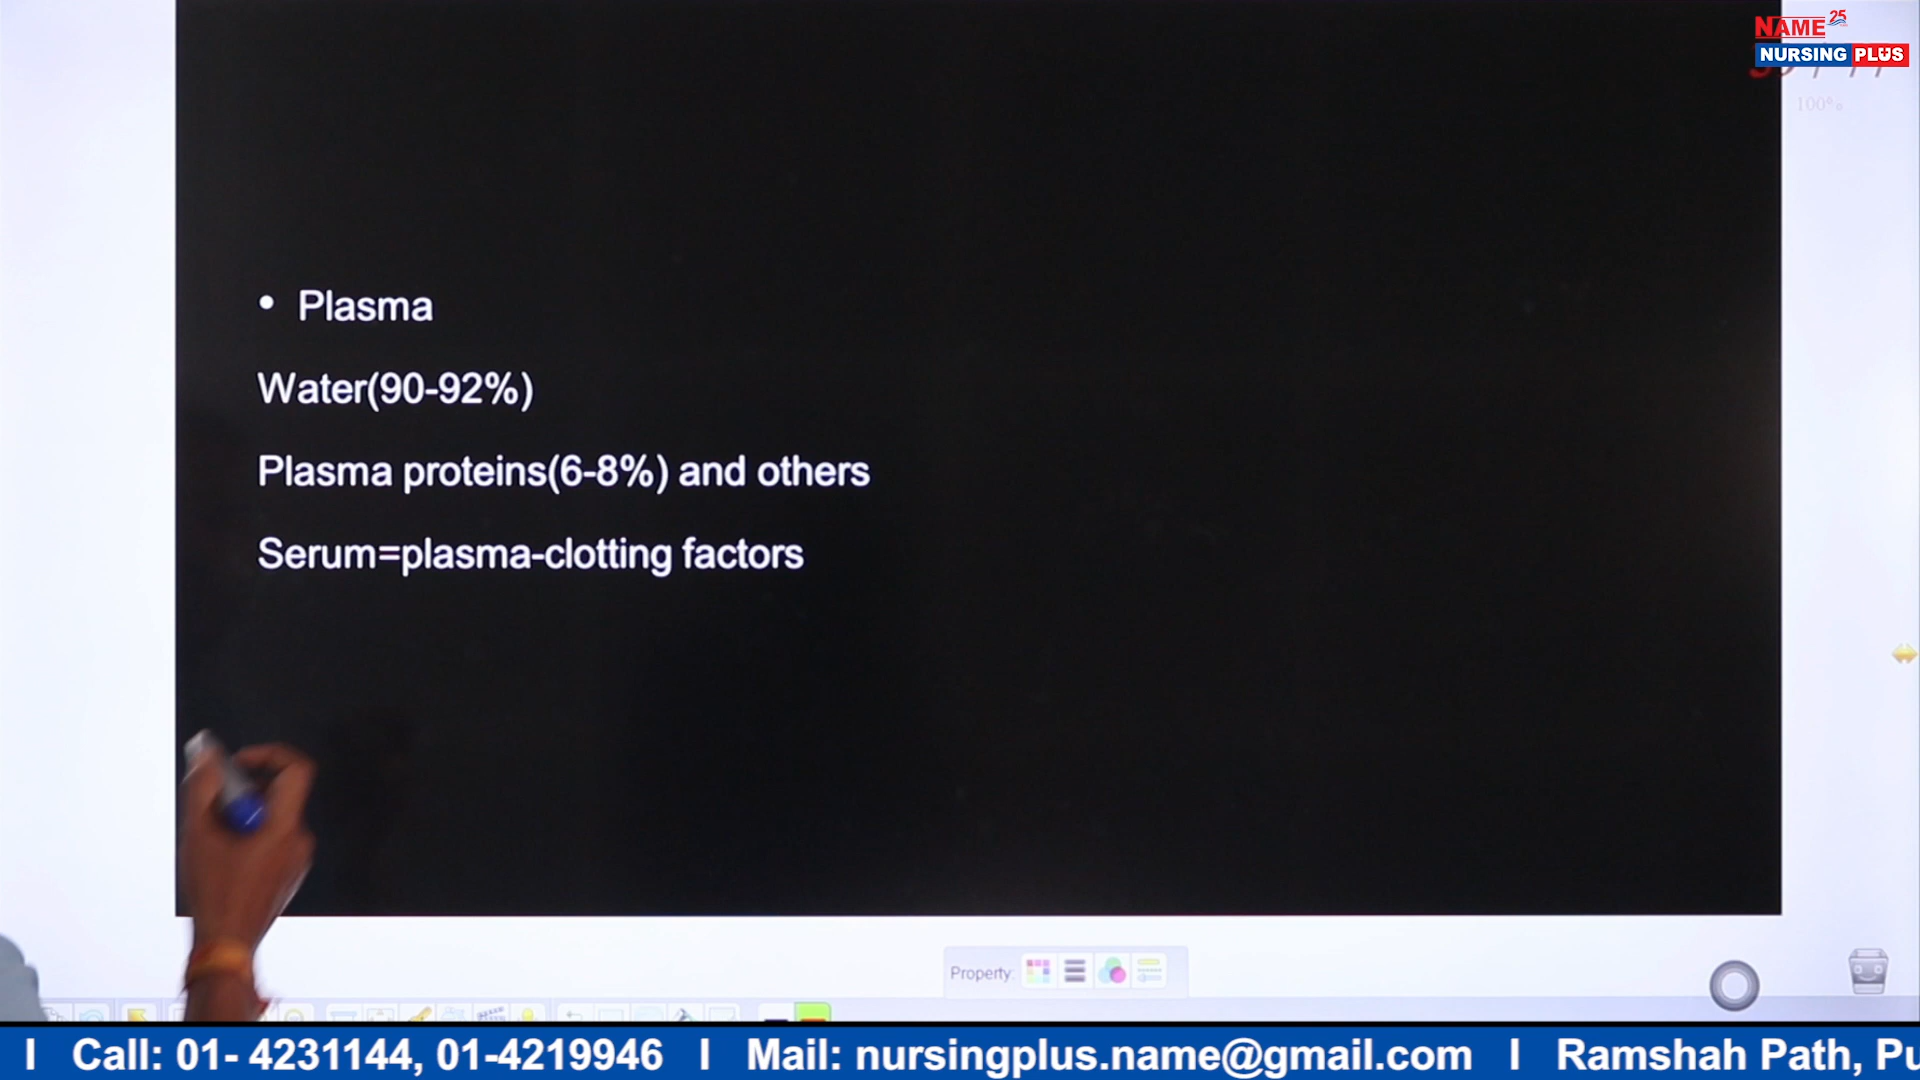 NAME 25
NURSING PLUS
100%
• Plasma
Water(90-92%)
Plasma proteins(6-8%) and others
Serum=plasma-clotting factors
Property:
I Call: 01- 4231144, 01-4219946 I Mail: nursingplus.name@gmail.com I Ramshah Path, Pu